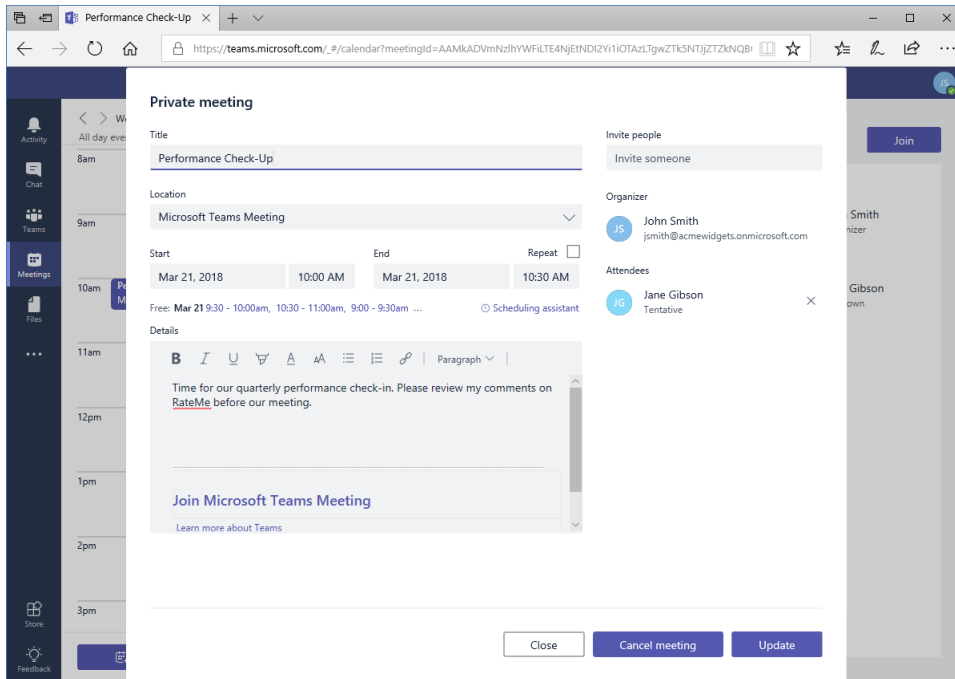 Performance Check-Up
https://teams.microsoft.com/_#/calendar?meetingId=AAMkADVmNzlhYWFiLTE4NjEtNDI2Yi1iOTAzLTgwZTk5NTJjZTZkNQB
JS
Activity
Chat
Teams
Meetings
Files
Store
Feedback
All day eve
8am
9am
10am
11am
12pm
1pm
2pm
3pm
Join
Smith
nizer
Gibson
own
Private meeting
Title
Performance Check-Up
Location
Microsoft Teams Meeting
Start End Repeat
Mar 21, 2018 10:00 AM Mar 21, 2018 10:30 AM
Free: Mar 21 9:30 - 10:00am, 10:30 - 11:00am, 9:00 - 9:30am ... Scheduling assistant
Details
B I U A AA Paragraph
Time for our quarterly performance check-in. Please review my comments on
RateMe before our meeting.
Join Microsoft Teams Meeting
Learn more about Teams
Invite people
Invite someone
Organizer
JS John Smith
jsmith@acmewidgets.onmicrosoft.com
Attendees
JG Jane Gibson
Tentative
Close Cancel meeting Update